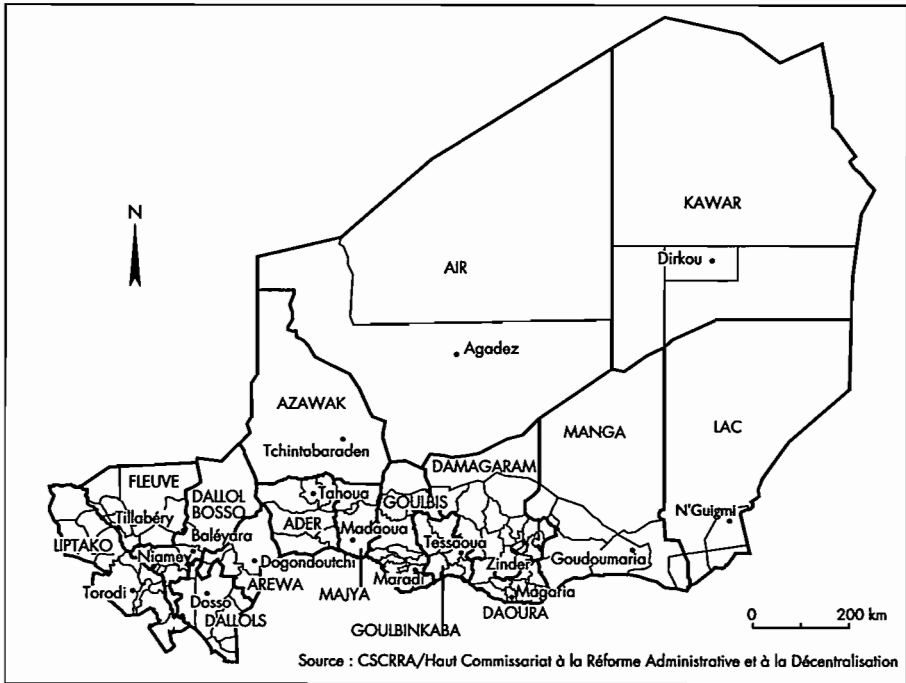 N
KAWAR
Dirkou
AIR
Agadez
AZAWAK
Tchintabaraden
MANGA
LAC
DAMAGARAM
FLEUVE
DALLOL
BOSSO
Tahoua
GOULBIS
N'Guigmi
Tillabéry
ADER
Madaoua
LIPTAKO
Baléyara
Tessaoua
Niamey
Dogondoutchi
Zinder
Goudoumaria
Torodi
AREWA
Maradi
Magaria
Dosso
MAJYA
DAOURA
DALLOLS
GOULBINKABA
0 200 km
Source : CSCRRA/Haut Commissariat à la Réforme Administrative et à la Décentralisation